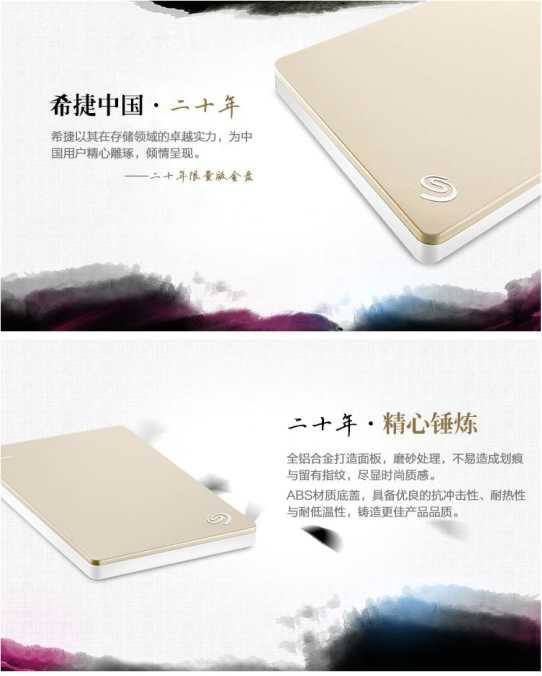 希捷中国·二十年
希捷以其在存储领域的卓越实力，为中
国用户精心雕琢，倾情呈现。
——二十年限量版金盘
二十年·精心锤炼
全铝合金打造面板，磨砂处理，不易造成划痕
与留有指纹，尽显时尚质感。
ABS材质底盖，具备优良的抗冲击性、耐热性
与耐低温性，铸造更佳产品品质。